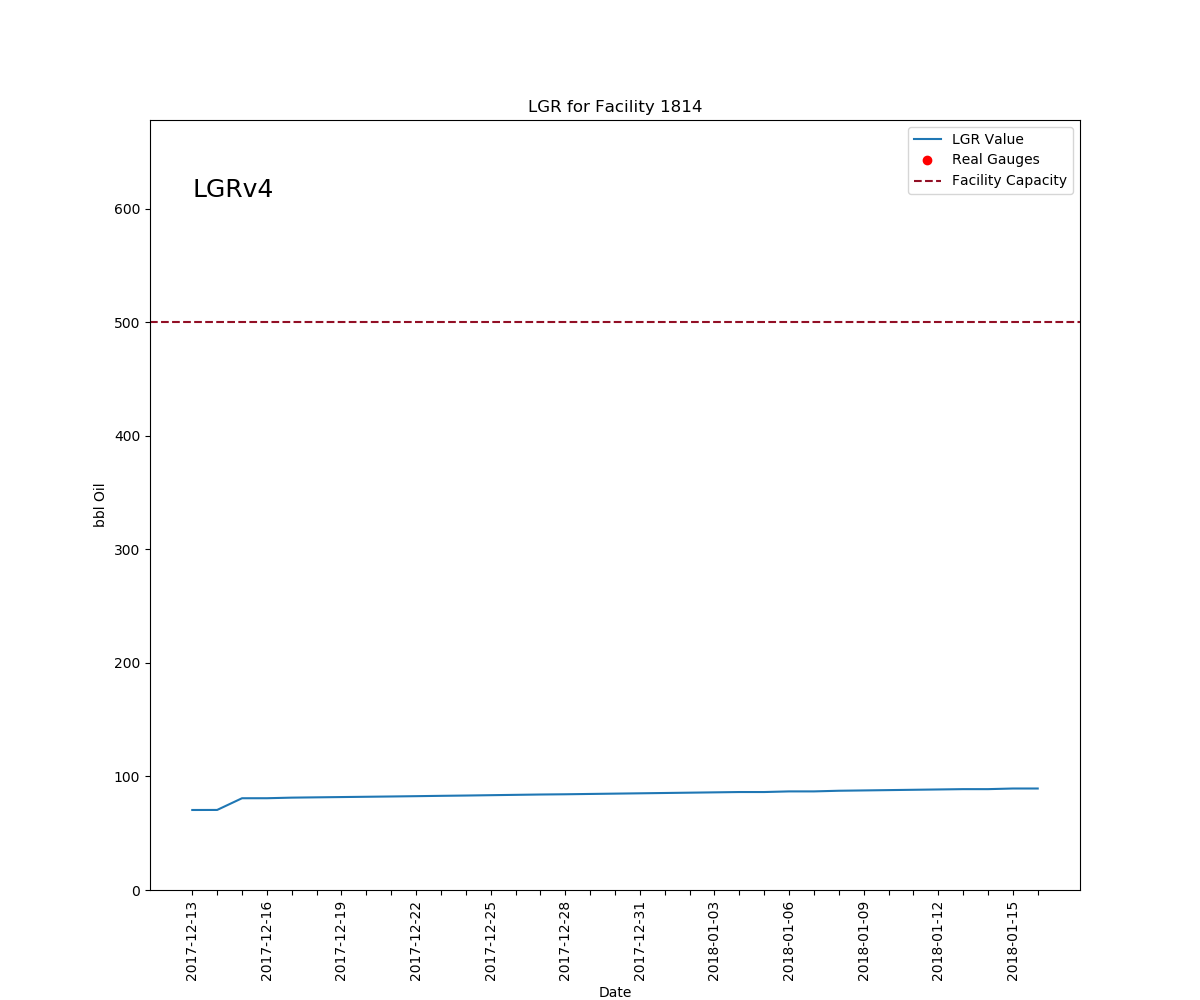 LGR for Facility 1814
LGRv4
LGR Value
Real Gauges
Facility Capacity
bbl Oil
600
500
400
300
200
100
0
2017-12-13
2017-12-16
2017-12-19
2017-12-22
2017-12-25
2017-12-28
2017-12-31
2018-01-03
2018-01-06
2018-01-09
2018-01-12
2018-01-15
Date